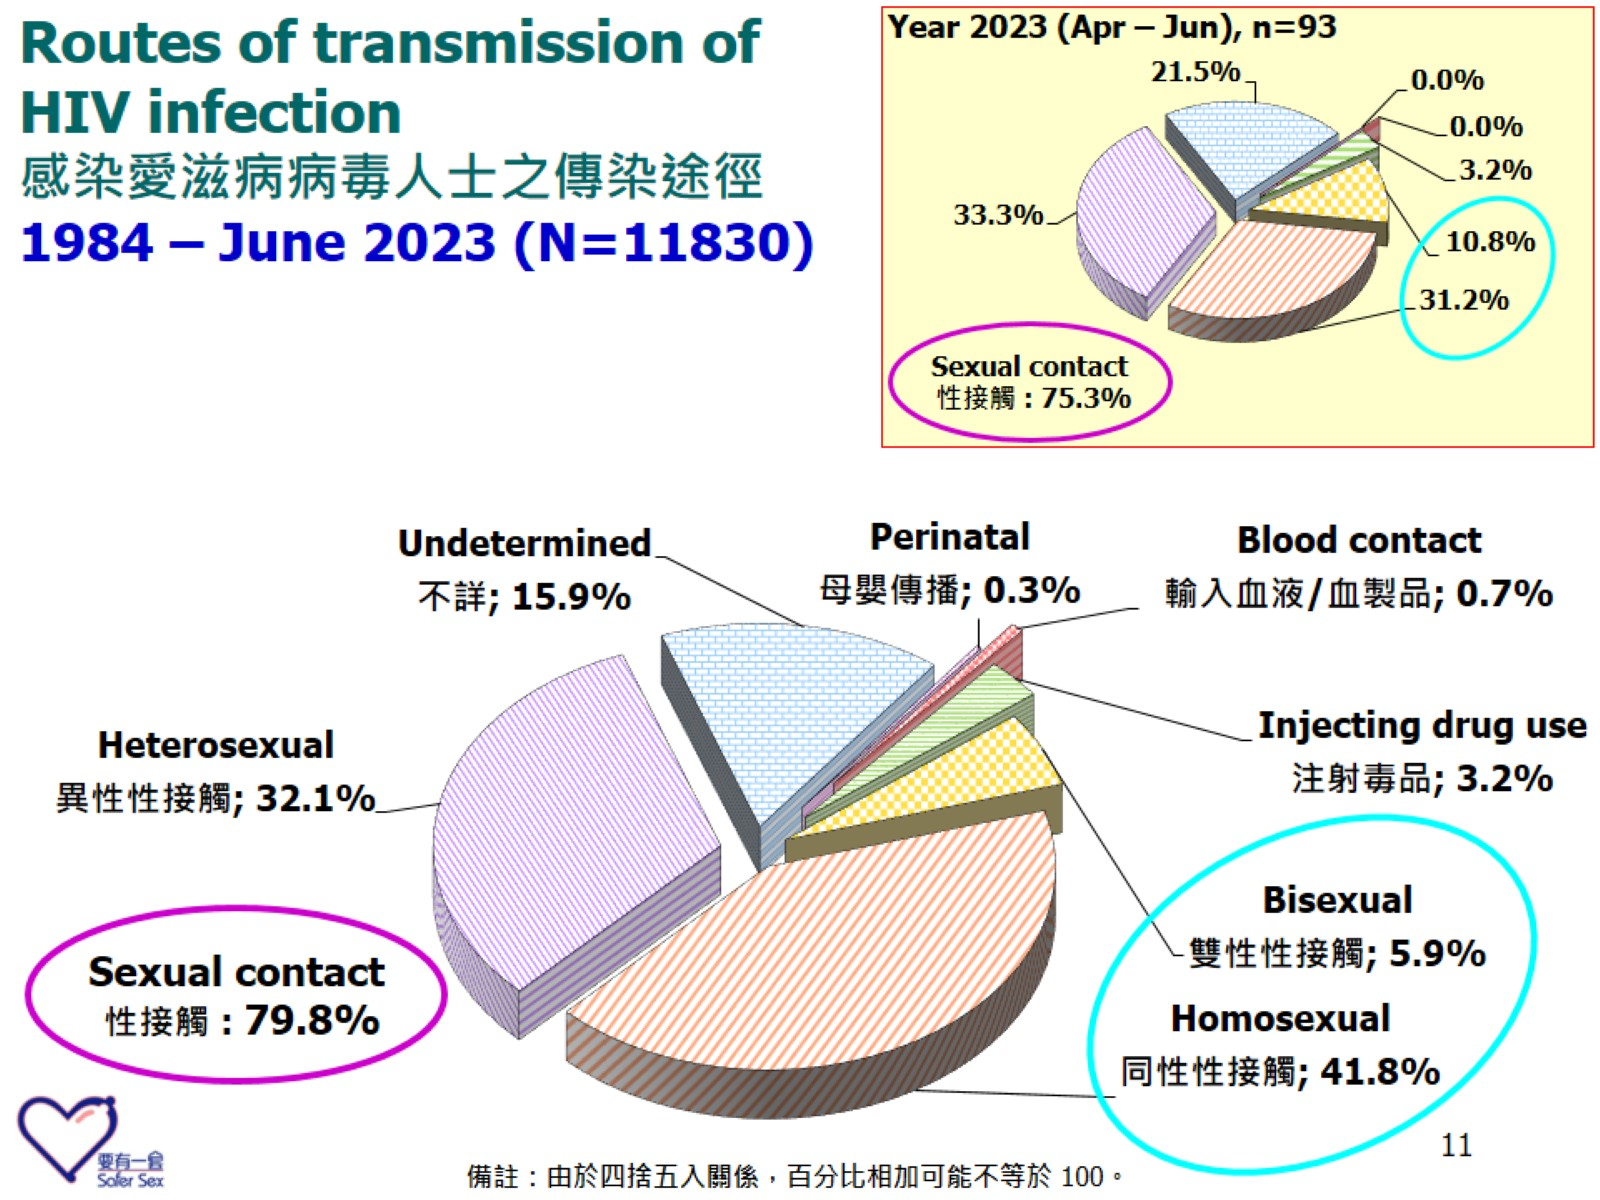 Routes of transmission of
HIV infection
感染愛滋病病毒人士之傳染途徑
1984 – June 2023 (N=11830)
Year 2023 (Apr – Jun), n=93
21.5%
0.0%
0.0%
3.2%
33.3%
10.8%
31.2%
Sexual contact
性接觸 : 75.3%
Undetermined
不詳; 15.9%
Perinatal
母嬰傳播; 0.3%
Blood contact
輸入血液/血製品; 0.7%
Heterosexual
異性性接觸; 32.1%
Injecting drug use
注射毒品; 3.2%
Bisexual
雙性性接觸; 5.9%
Sexual contact
性接觸 : 79.8%
Homosexual
同性性接觸; 41.8%
要有一套
Safer Sex
備註：由於四捨五入關係，百分比相加可能不等於 100。
11